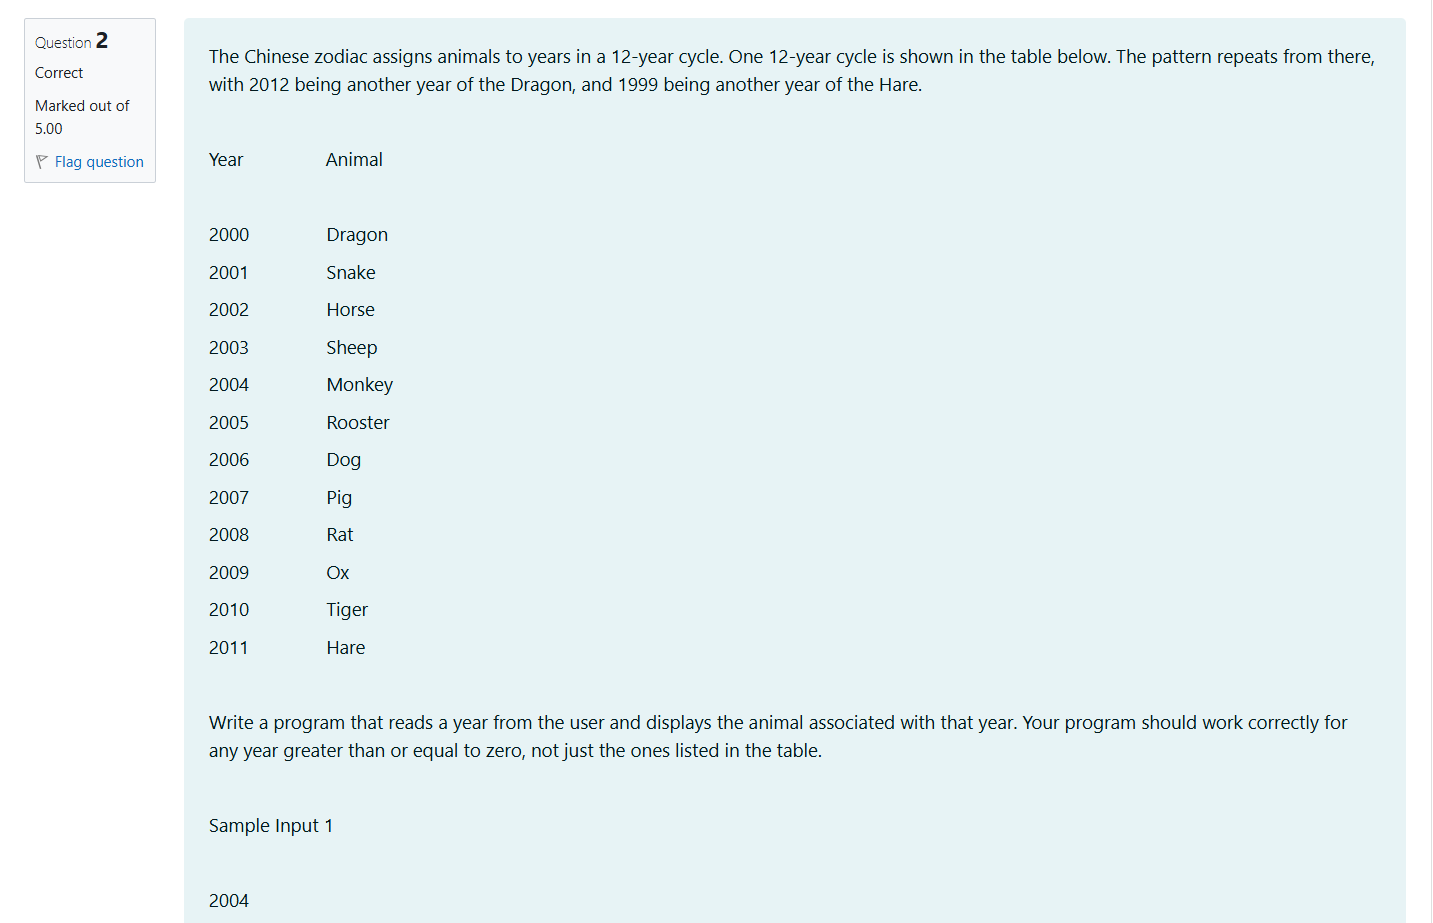 Question 2
Correct
Marked out of
5.00
Flag question
The Chinese zodiac assigns animals to years in a 12-year cycle. One 12-year cycle is shown in the table below. The pattern repeats from there,
with 2012 being another year of the Dragon, and 1999 being another year of the Hare.
Year Animal
2000 Dragon
2001 Snake
2002 Horse
2003 Sheep
2004 Monkey
2005 Rooster
2006 Dog
2007 Pig
2008 Rat
2009 Ox
2010 Tiger
2011 Hare
Write a program that reads a year from the user and displays the animal associated with that year. Your program should work correctly for
any year greater than or equal to zero, not just the ones listed in the table.
Sample Input 1
2004